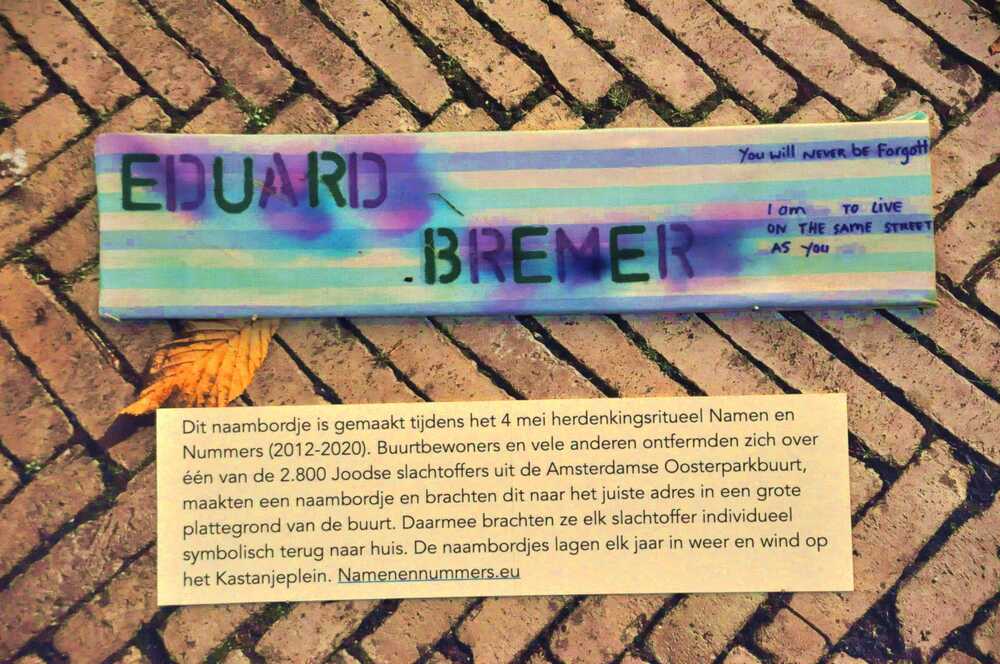 EDUARD
BREMER
You will NEVER be Forgott
I am TO LIVE
ON THE SAME STREET
AS You
Dit naambordje is gemaakt tijdens het 4 mei herdenkingsritueel Namen en
Nummers (2012-2020). Buurtbewoners en vele anderen ontfermden zich over
één van de 2.800 Joodse slachtoffers uit de Amsterdamse Oosterparkbuurt,
maakten een naambordje en brachten dit naar het juiste adres in een grote
plattegrond van de buurt. Daarmee brachten ze elk slachtoffer individueel
symbolisch terug naar huis. De naambordjes lagen elk jaar in weer en wind op
het Kastanjeplein. Namenennummers.eu